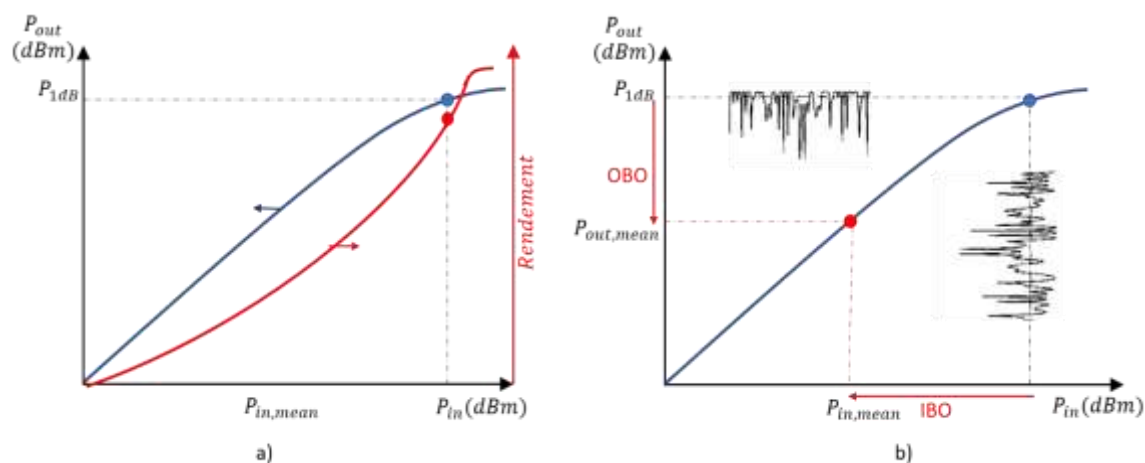 P_out
(dBm)
P_1dB
Rendement
P_in,mean
P_in(dBm)
a)
P_out
(dBm)
P_1dB
OBO
P_out,mean
P_in,mean
IBO
P_in(dBm)
b)